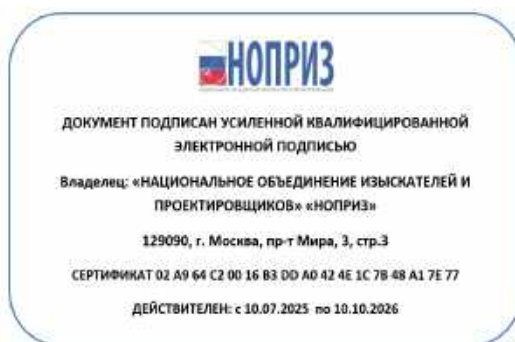 НОПРИЗ
ДОКУМЕНТ ПОДПИСАН УСИЛЕННОЙ КВАЛИФИЦИРОВАННОЙ
ЭЛЕКТРОННОЙ ПОДПИСЬЮ
Владелец: «НАЦИОНАЛЬНОЕ ОБЪЕДИНЕНИЕ ИЗЫСКАТЕЛЕЙ И
ПРОЕКТИРОВЩИКОВ» «НОПРИЗ»
129090, г. Москва, пр-т Мира, 3, стр.3
СЕРТИФИКАТ 02 A9 64 C2 00 16 B3 DD A0 42 4E 1C 7B 48 A1 7E 77
ДЕЙСТВИТЕЛЕН: с 10.07.2025 по 10.10.2026